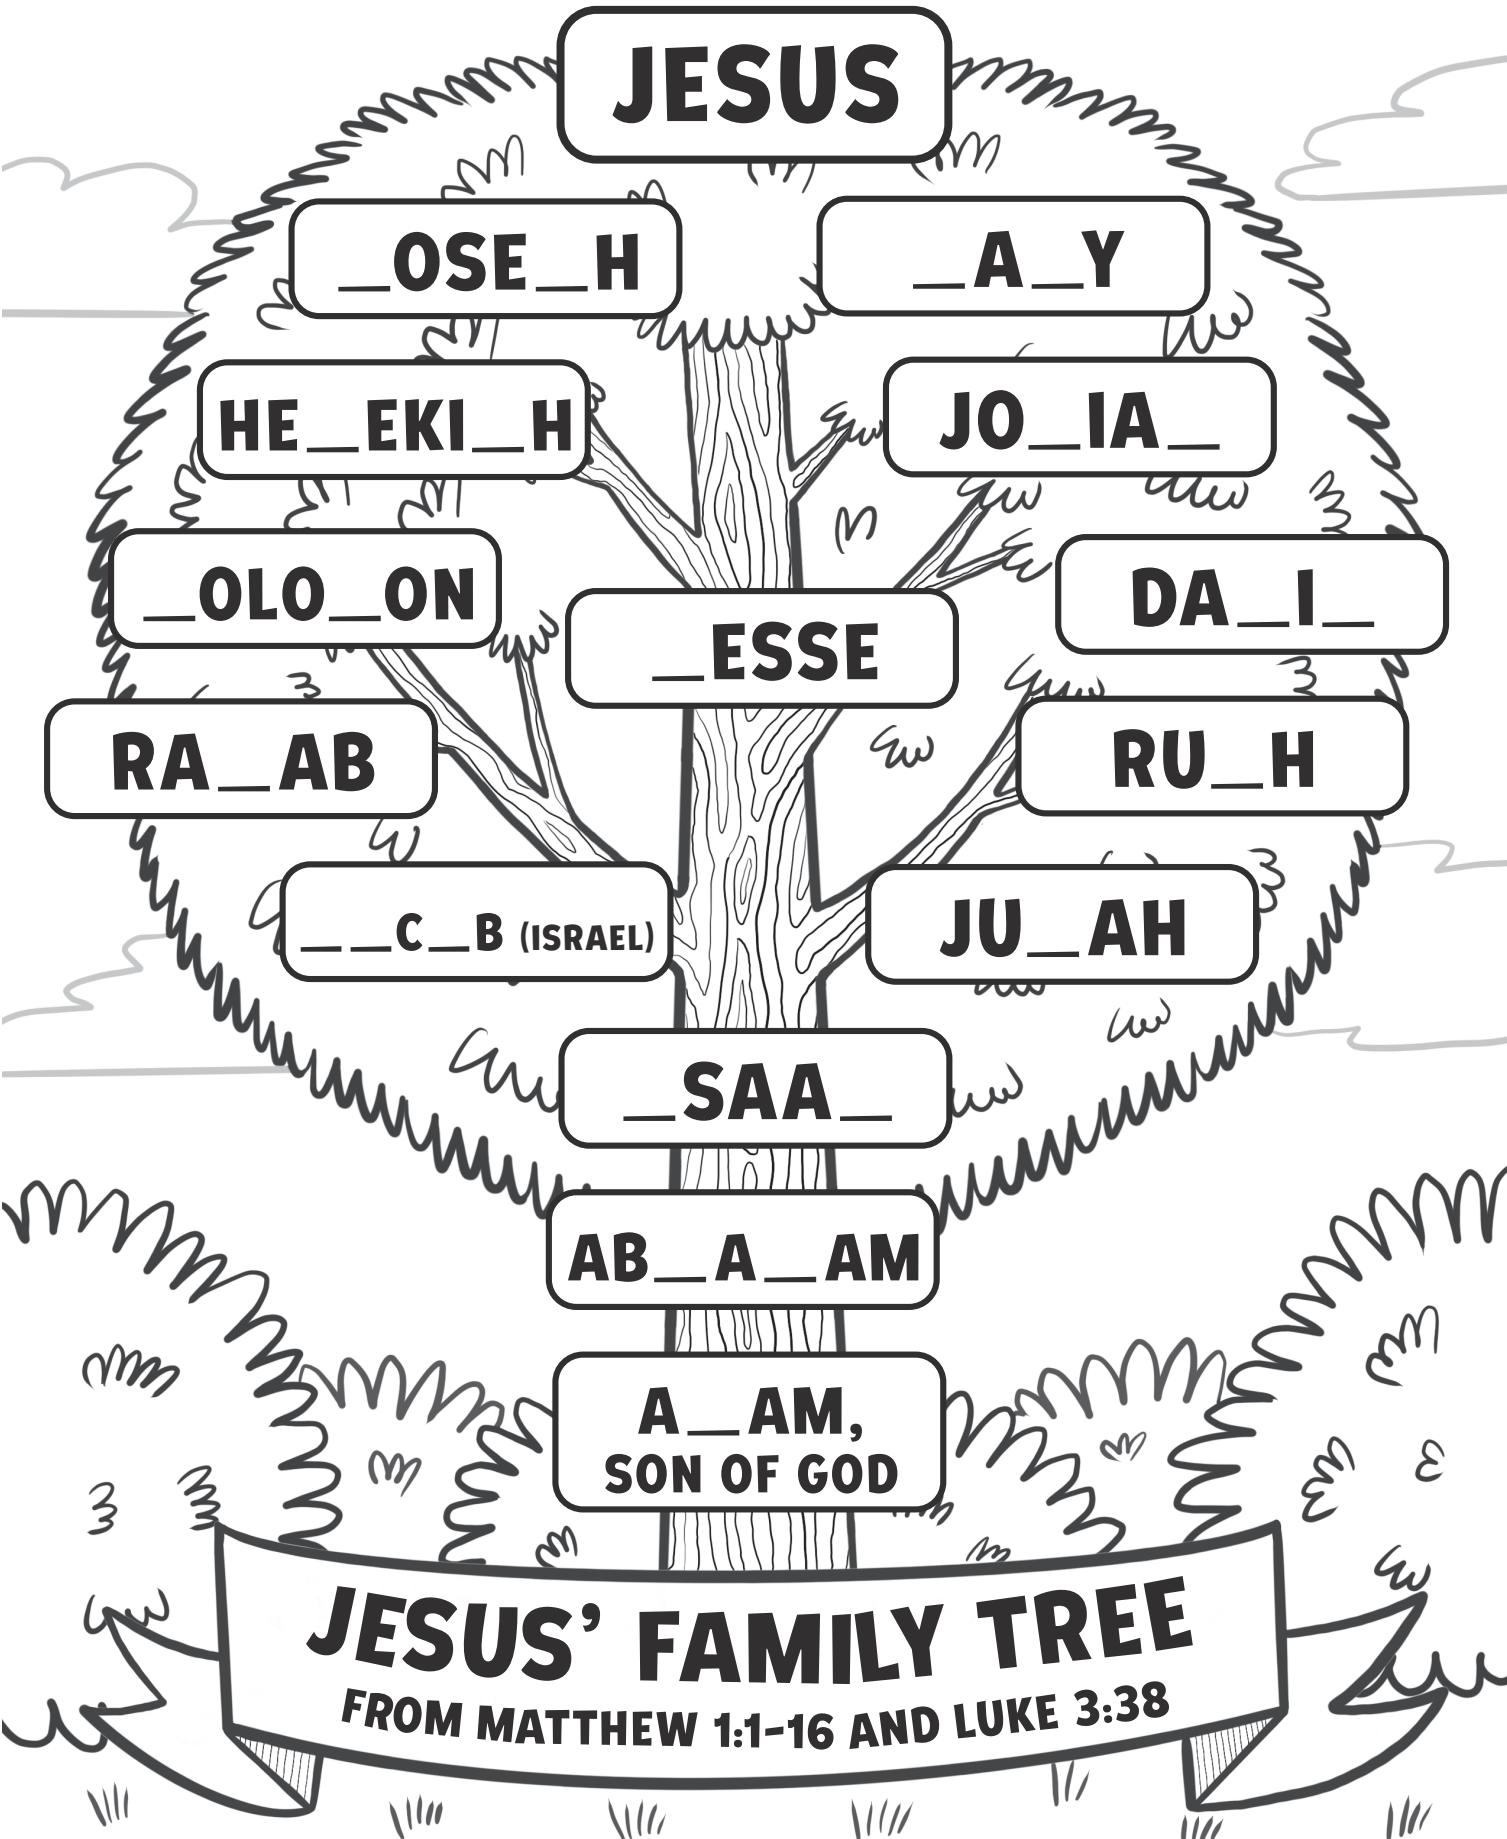 JESUS
_OSE_H
_A_Y
HE_EKI_H
JO_IA_
_OLO_ON
_ESSE
DA_I_
RA_AB
RU_H
_ _C_B (ISRAEL)
JU_AH
_SAA_
AB_A_AM
A_AM,
SON OF GOD
JESUS' FAMILY TREE
FROM MATTHEW 1:1-16 AND LUKE 3:38